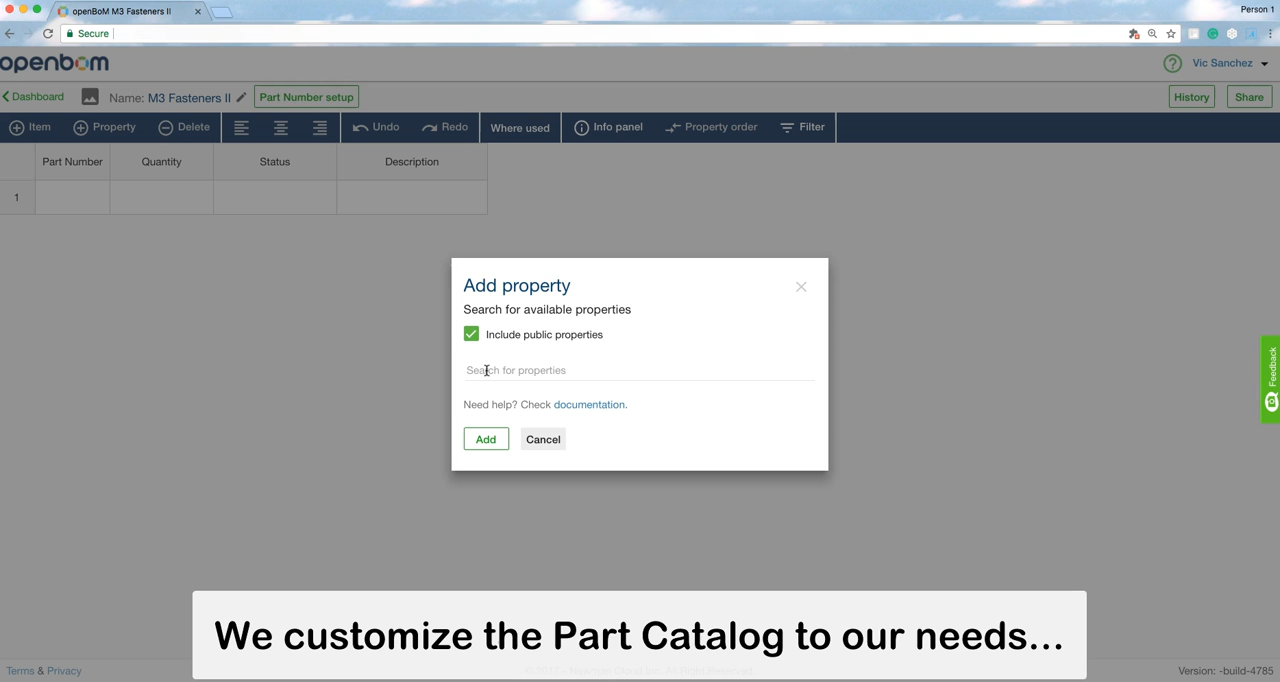 openBoM M3 Fasteners II
Person 1
Secure
openbom
Vic Sanchez
Dashboard
Name: M3 Fasteners II
Part Number setup
History
Share
Item
Property
Delete
Undo
Redo
Where used
Info panel
Property order
Filter
Part Number
Quantity
Status
Description
1
Add property
Search for available properties
Include public properties
Search for properties
Need help? Check documentation.
Add
Cancel
Feedback
We customize the Part Catalog to our needs...
Terms & Privacy
Version: -build-4785